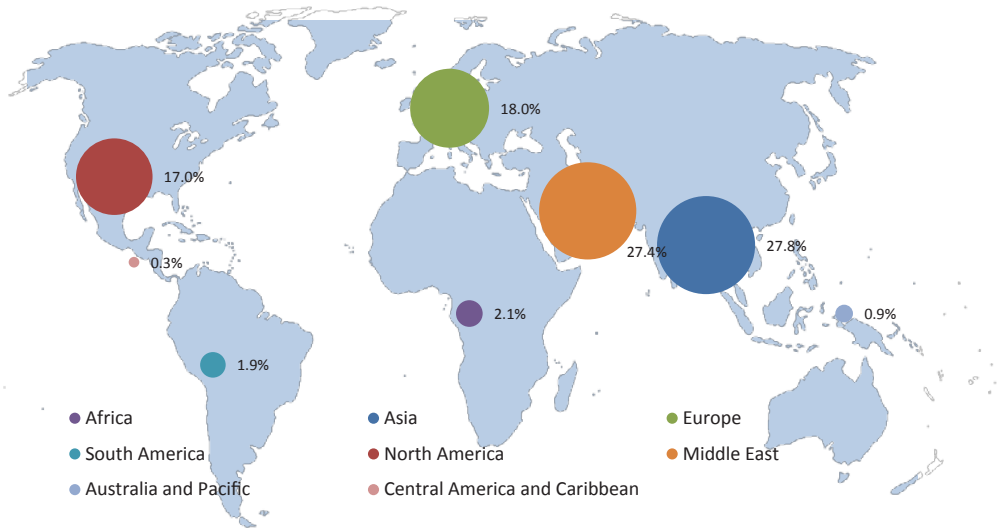 18.0%
17.0%
27.4%
27.8%
0.3%
2.1%
0.9%
1.9%
Africa
Asia
Europe
South America
North America
Middle East
Australia and Pacific
Central America and Caribbean